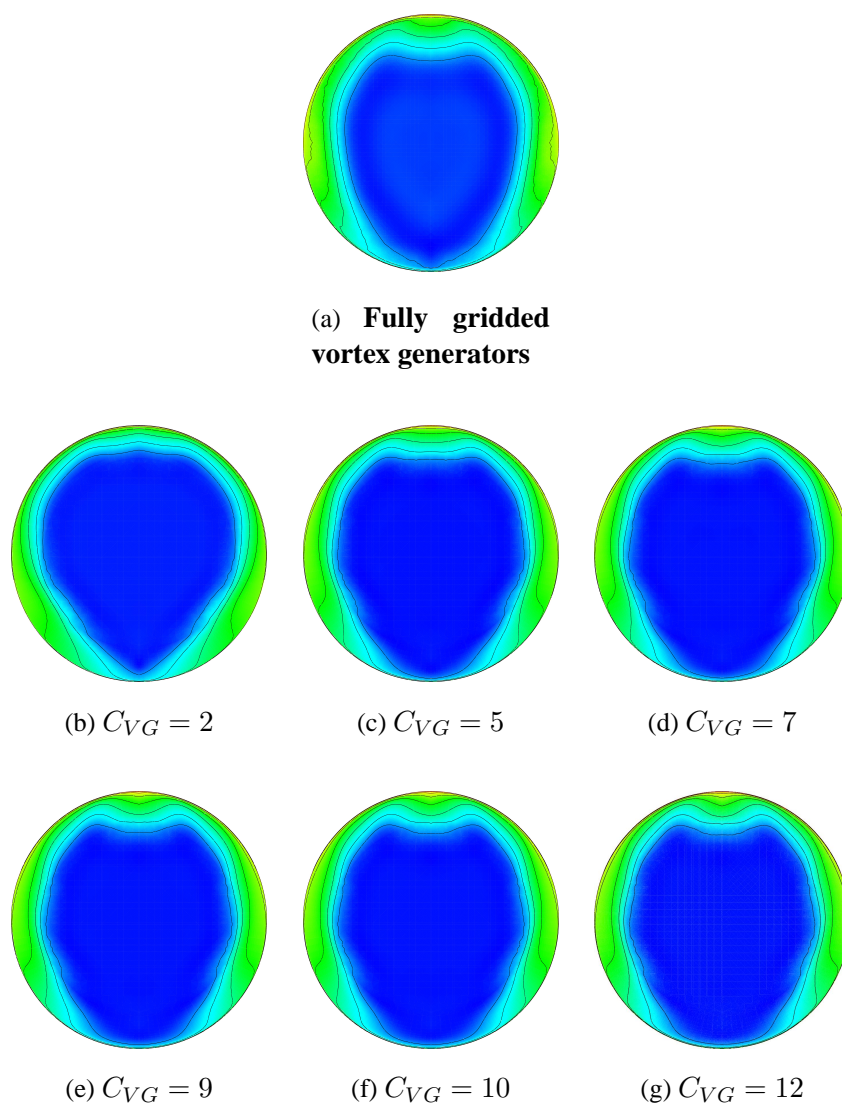 (a) Fully gridded
vortex generators
(b) $C_{VG} = 2$
(c) $C_{VG} = 5$
(d) $C_{VG} = 7$
(e) $C_{VG} = 9$
(f) $C_{VG} = 10$
(g) $C_{VG} = 12$